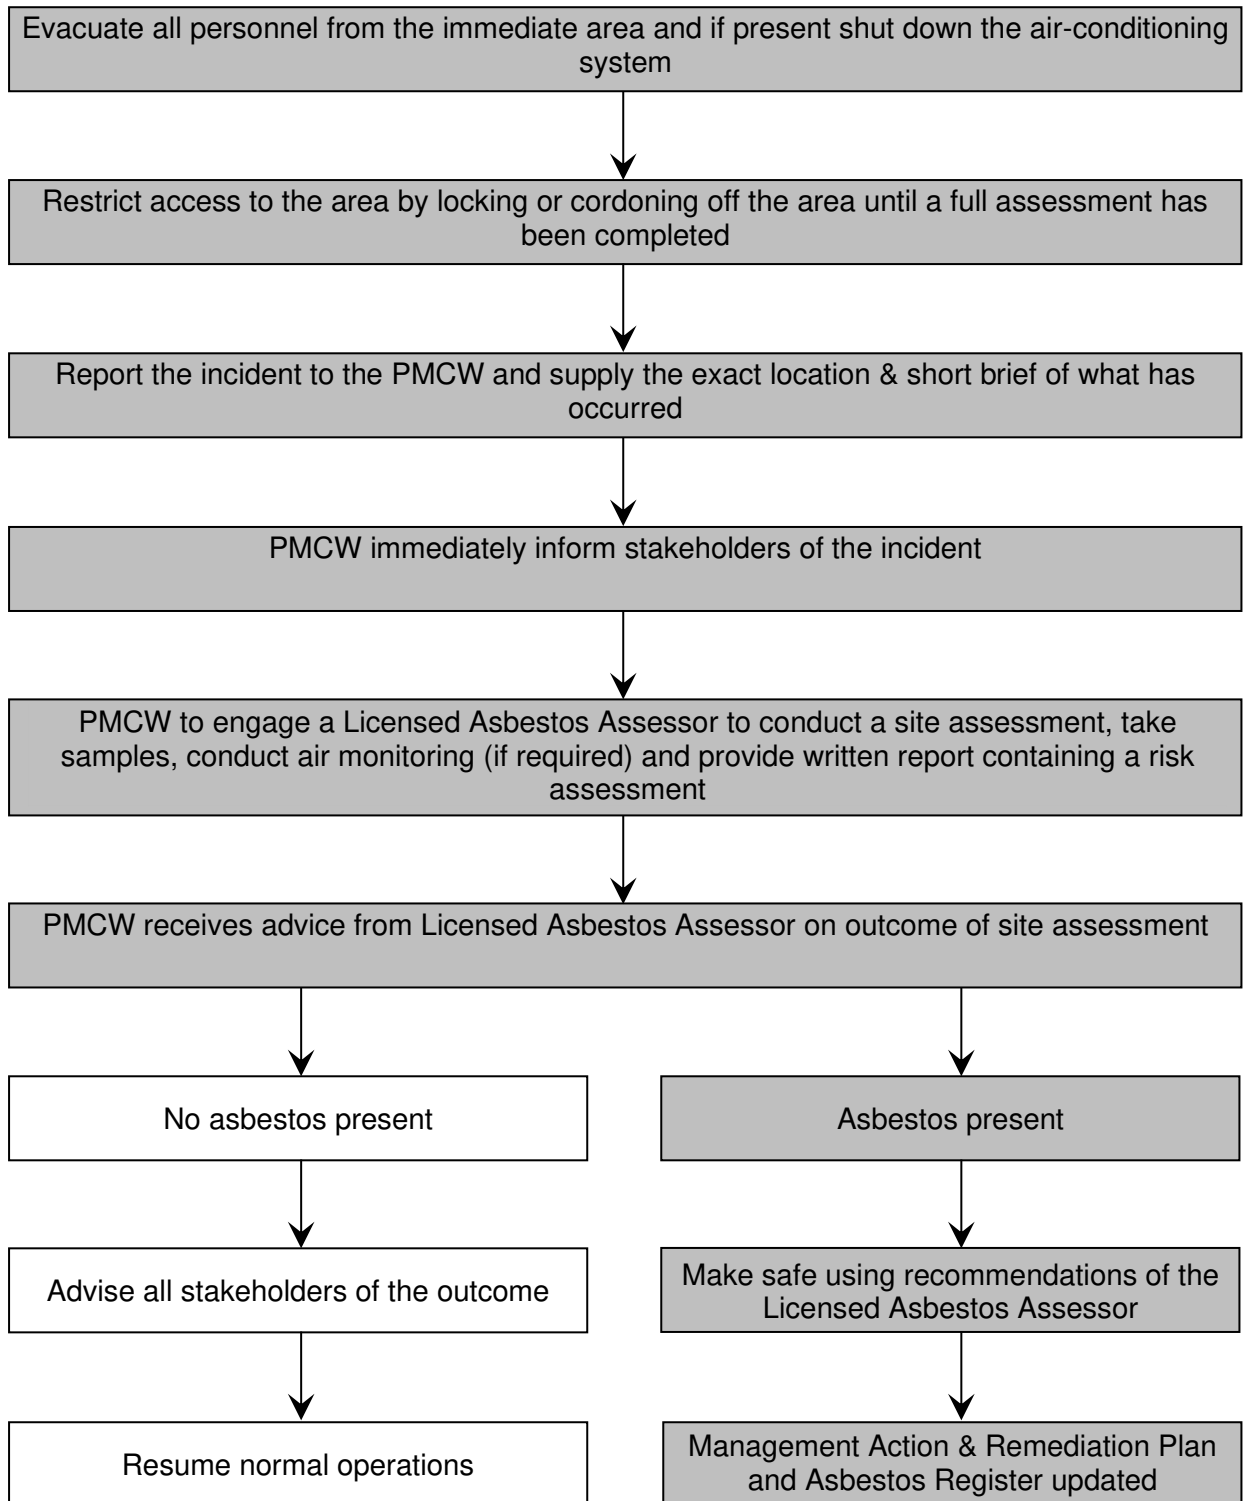 Evacuate all personnel from the immediate area and if present shut down the air-conditioning
system
Restrict access to the area by locking or cordoning off the area until a full assessment has
been completed
Report the incident to the PMCW and supply the exact location & short brief of what has
occurred
PMCW immediately inform stakeholders of the incident
PMCW to engage a Licensed Asbestos Assessor to conduct a site assessment, take
samples, conduct air monitoring (if required) and provide written report containing a risk
assessment
PMCW receives advice from Licensed Asbestos Assessor on outcome of site assessment
No asbestos present
Asbestos present
Advise all stakeholders of the outcome
Make safe using recommendations of the
Licensed Asbestos Assessor
Resume normal operations
Management Action & Remediation Plan
and Asbestos Register updated